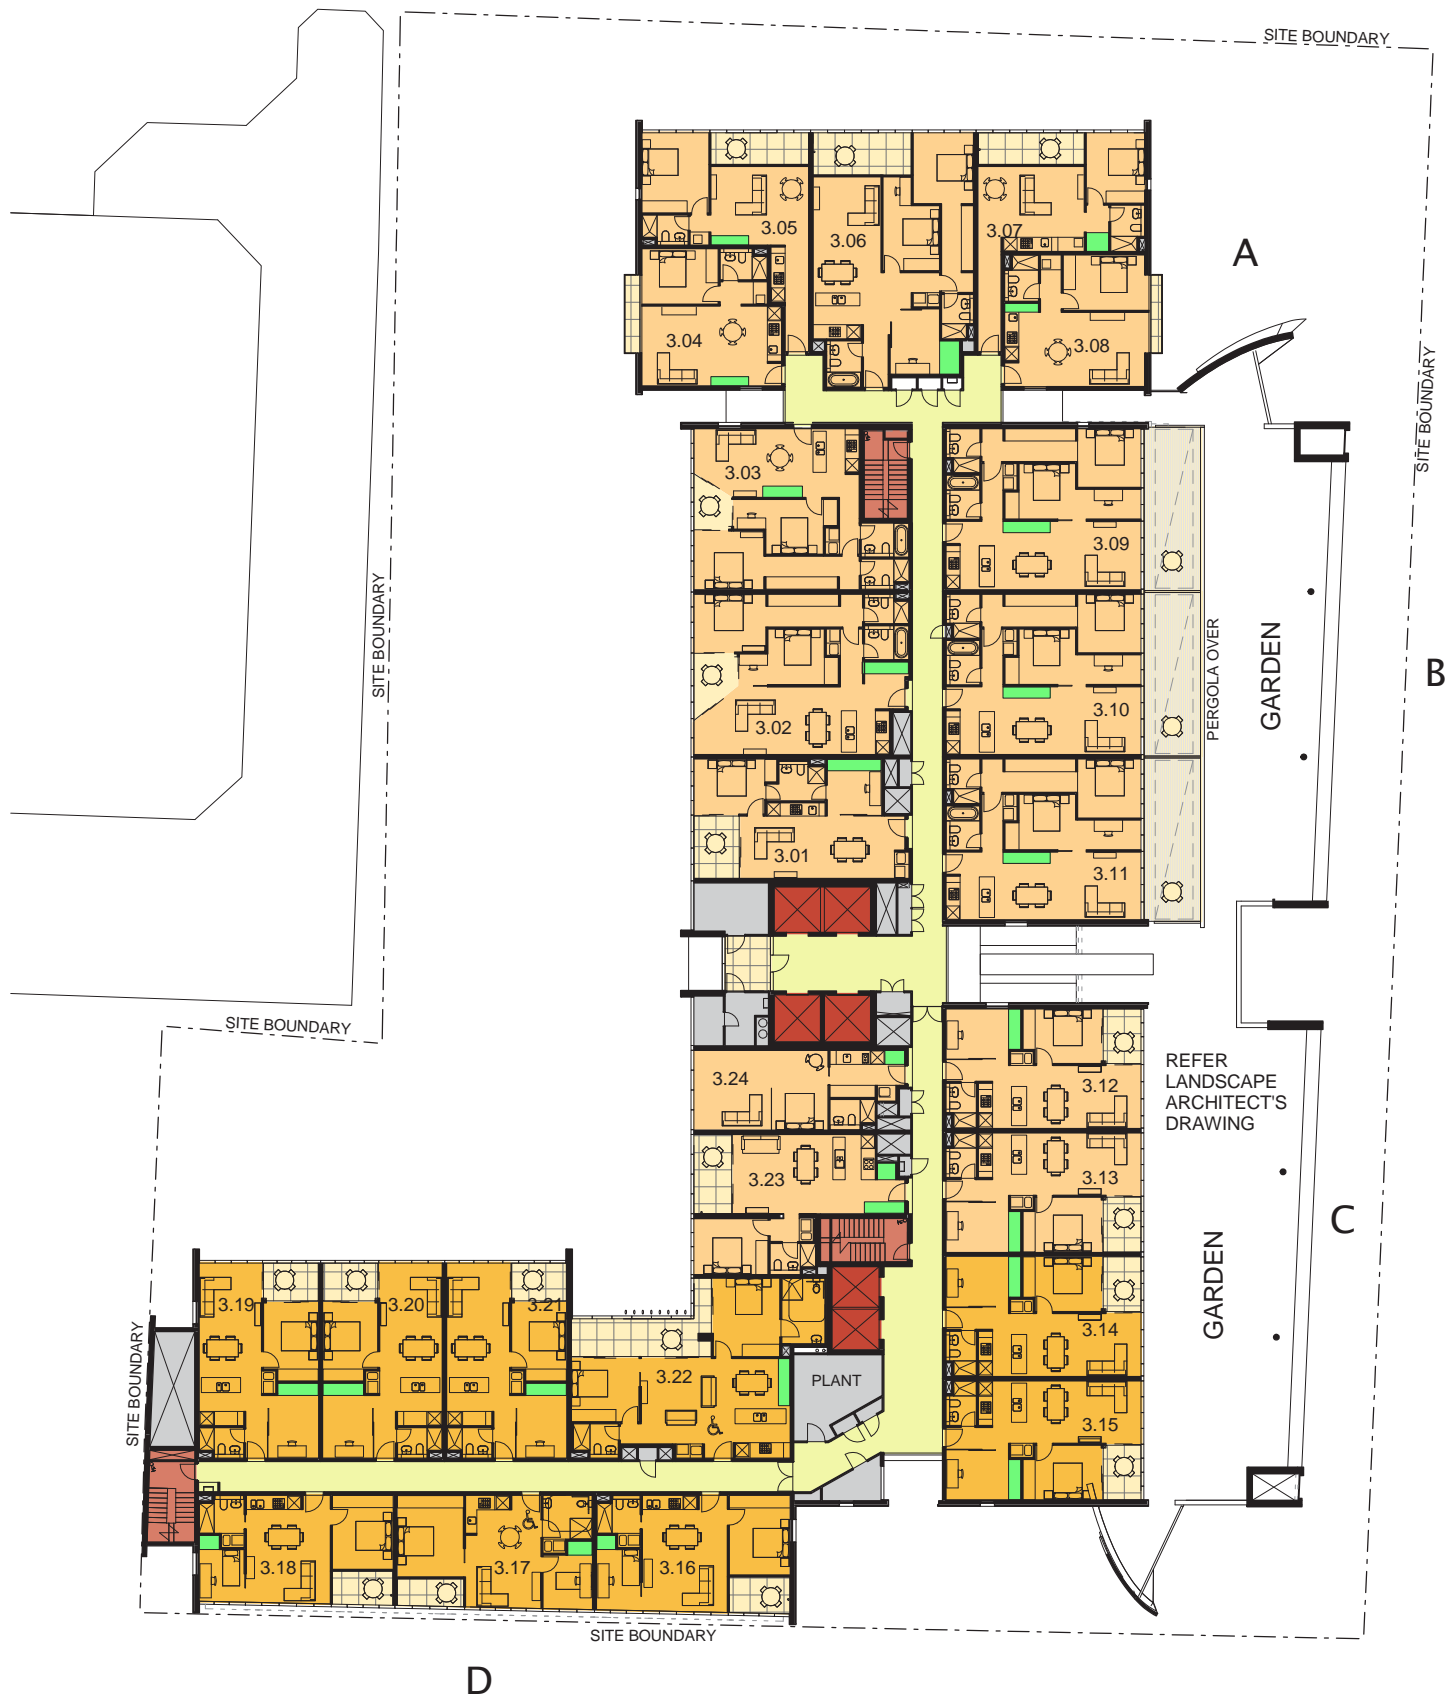 SITE BOUNDARY
3.05
3.06
3.07
A
3.04
3.08
SITE BOUNDARY
3.03
3.09
SITE BOUNDARY
GARDEN
PERGOLA OVER
B
3.10
3.02
3.01
3.11
SITE BOUNDARY
3.24
3.12
REFER
LANDSCAPE
ARCHITECT'S
DRAWING
3.23
3.13
C
GARDEN
3.19
3.20
3.21
3.14
SITE BOUNDARY
3.22
PLANT
3.15
3.18
3.17
3.16
SITE BOUNDARY
D